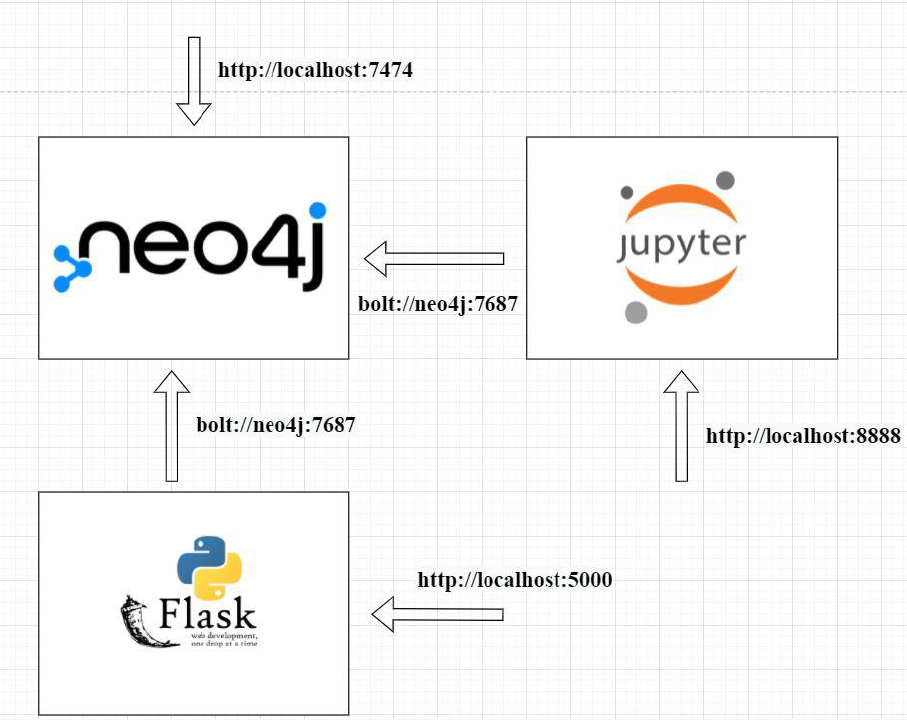 http://localhost:7474
neo4j
jupyter
bolt://neo4j:7687
bolt://neo4j:7687
http://localhost:8888
http://localhost:5000
Flask
web development,
one drop at a time